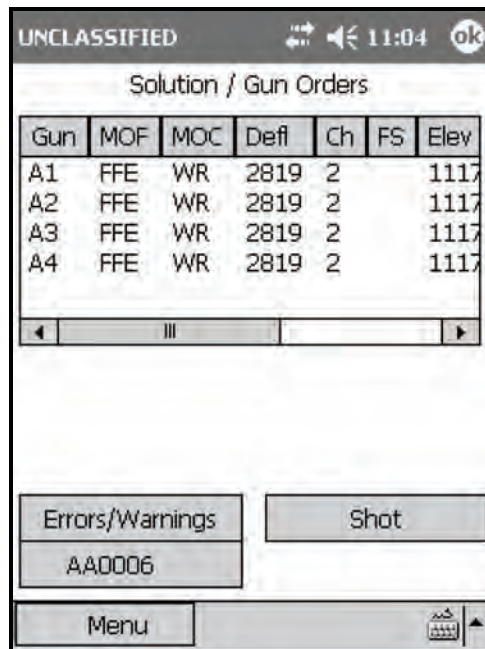 UNCLASSIFIED 11:04 ok
Solution / Gun Orders
Gun MOF MOC Defl Ch FS Elev
A1 FFE WR 2819 2 1117
A2 FFE WR 2819 2 1117
A3 FFE WR 2819 2 1117
A4 FFE WR 2819 2 1117
Errors/Warnings Shot
AA0006
Menu